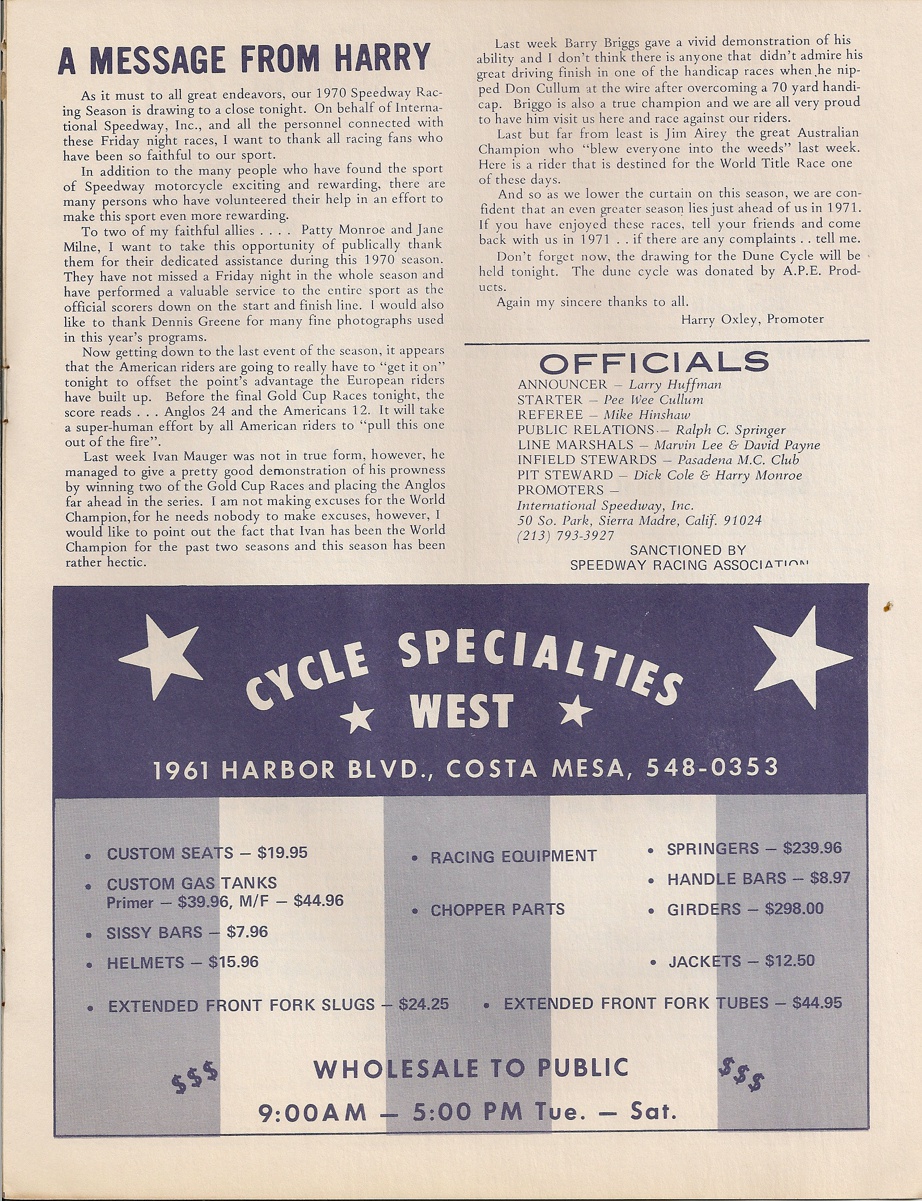 A MESSAGE FROM HARRY
As it must to all great endeavors, our 1970 Speedway Rac-
ing Season is drawing to a close tonight. On behalf of Interna-
tional Speedway, Inc., and all the personnel connected with
these Friday night races, I want to thank all racing fans who
have been so faithful to our sport.
In addition to the many people who have found the sport
of Speedway motorcycle exciting and rewarding, there are
many persons who have volunteered their help in an effort to
make this sport even more rewarding.
To two of my faithful allies . . . . Patty Monroe and Jane
Milne, I want to take this opportunity of publically thank
them for their dedicated assistance during this 1970 season.
They have not missed a Friday night in the whole season and
have performed a valuable service to the entire sport as the
official scorers down on the start and finish line. I would also
like to thank Dennis Greene for many fine photographs used
in this year's programs.
Now getting down to the last event of the season, it appears
that the American riders are going to really have to "get it on"
tonight to offset the point's advantage the European riders
have built up. Before the final Gold Cup Races tonight, the
score reads . . . Anglos 24 and the Americans 12. It will take
a super-human effort by all American riders to "pull this one
out of the fire".
Last week Ivan Mauger was not in true form, however, he
managed to give a pretty good demonstration of his prowness
by winning two of the Gold Cup Races and placing the Anglos
far ahead in the series. I am not making excuses for the World
Champion, for he needs nobody to make excuses, however, I
would like to point out the fact that Ivan has been the World
Champion for the past two seasons and this season has been
rather hectic.
Last week Barry Briggs gave a vivid demonstration of his
ability and I don't think there is anyone that didn't admire his
great driving finish in one of the handicap races when he nip-
ped Don Cullum at the wire after overcoming a 70 yard handi-
cap. Briggo is also a true champion and we are all very proud
to have him visit us here and race against our riders.
Last but far from least is Jim Airey the great Australian
Champion who "blew everyone into the weeds" last week.
Here is a rider that is destined for the World Title Race one
of these days.
And so as we lower the curtain on this season, we are con-
fident that an even greater season lies just ahead of us in 1971.
If you have enjoyed these races, tell your friends and come
back with us in 1971 . . if there are any complaints . . tell me.
Don't forget now, the drawing for the Dune Cycle will be
held tonight. The dune cycle was donated by A.P.E. Prod-
ucts.
Again my sincere thanks to all.
Harry Oxley, Promoter
OFFICIALS
ANNOUNCER – Larry Huffman
STARTER – Pee Wee Cullum
REFEREE – Mike Hinshaw
PUBLIC RELATIONS – Ralph C. Springer
LINE MARSHALS – Marvin Lee & David Payne
INFIELD STEWARDS – Pasadena M.C. Club
PIT STEWARD – Dick Cole & Harry Monroe
PROMOTERS –
International Speedway, Inc.
50 So. Park, Sierra Madre, Calif. 91024
(213) 793-3927
SANCTIONED BY
SPEEDWAY RACING ASSOCIATION
CYCLE SPECIALTIES
WEST
1961 HARBOR BLVD., COSTA MESA, 548-0353
• CUSTOM SEATS – $19.95
• CUSTOM GAS TANKS
Primer – $39.96, M/F – $44.96
• SISSY BARS – $7.96
• HELMETS – $15.96
• RACING EQUIPMENT
• CHOPPER PARTS
• SPRINGERS – $239.96
• HANDLE BARS – $8.97
• GIRDERS – $298.00
• JACKETS – $12.50
• EXTENDED FRONT FORK SLUGS – $24.25
• EXTENDED FRONT FORK TUBES – $44.95
$$$
WHOLESALE TO PUBLIC
$$$
9:00AM – 5:00 PM Tue. – Sat.